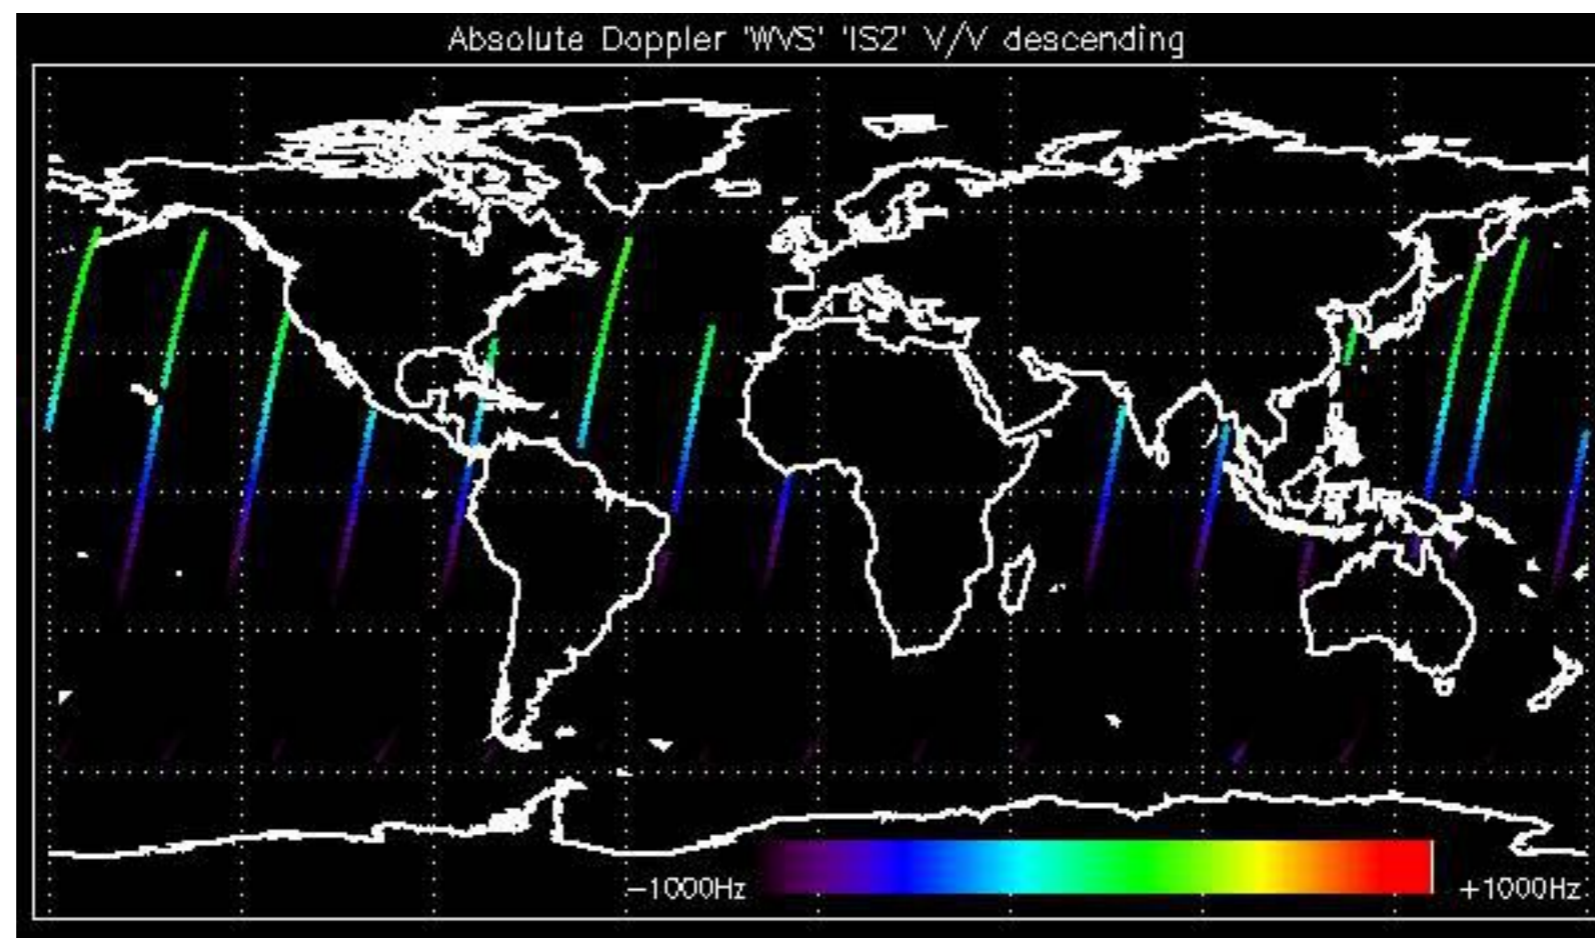 Absolute Doppler 'WVS' 'IS2' V/V descending
−1000Hz
+1000Hz